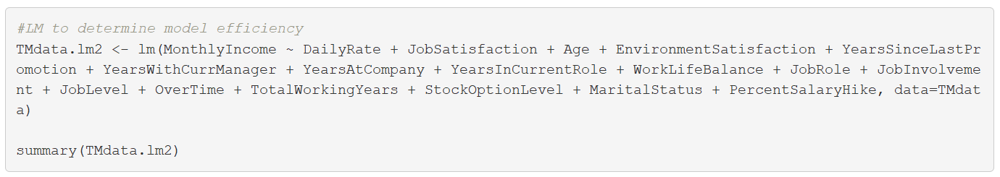 #LM to determine model efficiency
TMdata.lm2 <- lm(MonthlyIncome ~ DailyRate + JobSatisfaction + Age + EnvironmentSatisfaction + YearsSinceLastPr
omotion + YearsWithCurrManager + YearsAtCompany + YearsInCurrentRole + WorkLifeBalance + JobRole + JobInvolveme
nt + JobLevel + OverTime + TotalWorkingYears + StockOptionLevel + MaritalStatus + PercentSalaryHike, data=TMdat
a)
summary(TMdata.lm2)